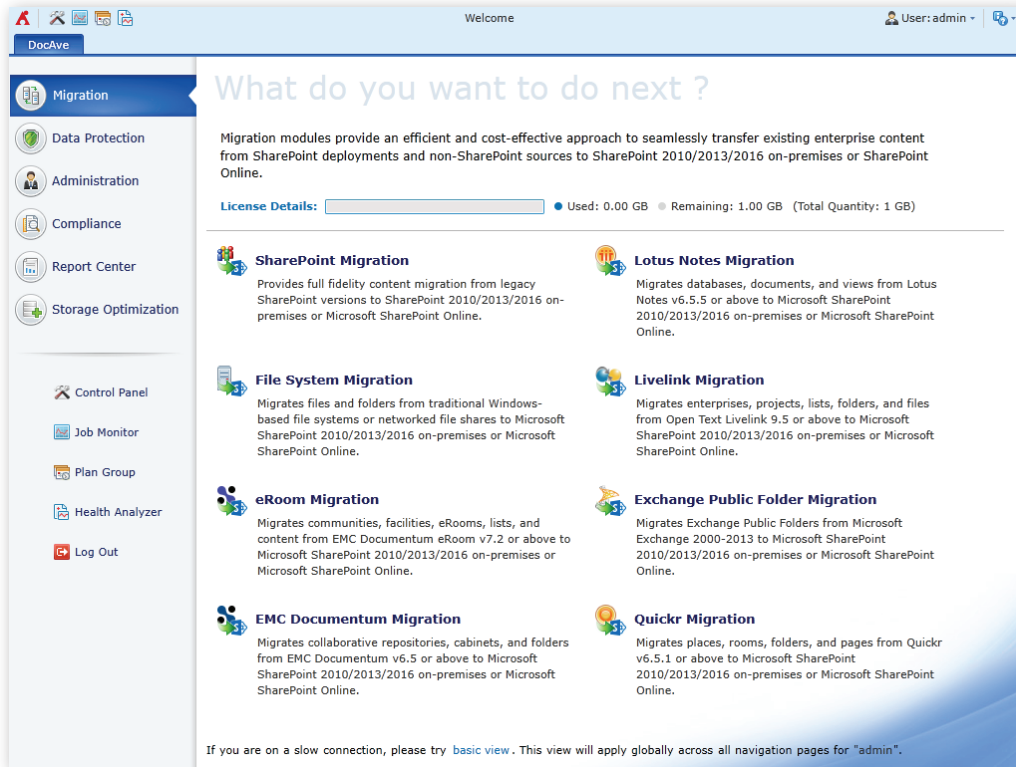 Welcome
User: admin
DocAve
Migration
Data Protection
Administration
Compliance
Report Center
Storage Optimization
Control Panel
Job Monitor
Plan Group
Health Analyzer
Log Out
What do you want to do next ?
Migration modules provide an efficient and cost-effective approach to seamlessly transfer existing enterprise content
from SharePoint deployments and non-SharePoint sources to SharePoint 2010/2013/2016 on-premises or SharePoint
Online.
License Details: Used: 0.00 GB Remaining: 1.00 GB (Total Quantity: 1 GB)
SharePoint Migration
Provides full fidelity content migration from legacy
SharePoint versions to SharePoint 2010/2013/2016 on-
premises or Microsoft SharePoint Online.
Lotus Notes Migration
Migrates databases, documents, and views from Lotus
Notes v6.5.5 or above to Microsoft SharePoint
2010/2013/2016 on-premises or Microsoft SharePoint
Online.
File System Migration
Migrates files and folders from traditional Windows-
based file systems or networked file shares to Microsoft
SharePoint 2010/2013/2016 on-premises or Microsoft
SharePoint Online.
Livelink Migration
Migrates enterprises, projects, lists, folders, and files
from Open Text Livelink 9.5 or above to Microsoft
SharePoint 2010/2013/2016 on-premises or Microsoft
SharePoint Online.
eRoom Migration
Migrates communities, facilities, eRooms, lists, and
content from EMC Documentum eRoom v7.2 or above to
Microsoft SharePoint 2010/2013/2016 on-premises or
Microsoft SharePoint Online.
Exchange Public Folder Migration
Migrates Exchange Public Folders from Microsoft
Exchange 2000-2013 to Microsoft SharePoint
2010/2013/2016 on-premises or Microsoft SharePoint
Online.
EMC Documentum Migration
Migrates collaborative repositories, cabinets, and folders
from EMC Documentum v6.5 or above to Microsoft
SharePoint 2010/2013/2016 on-premises or Microsoft
SharePoint Online.
Quickr Migration
Migrates places, rooms, folders, and pages from Quickr
v6.5.1 or above to Microsoft SharePoint
2010/2013/2016 on-premises or Microsoft SharePoint
Online.
If you are on a slow connection, please try basic view. This view will apply globally across all navigation pages for "admin".